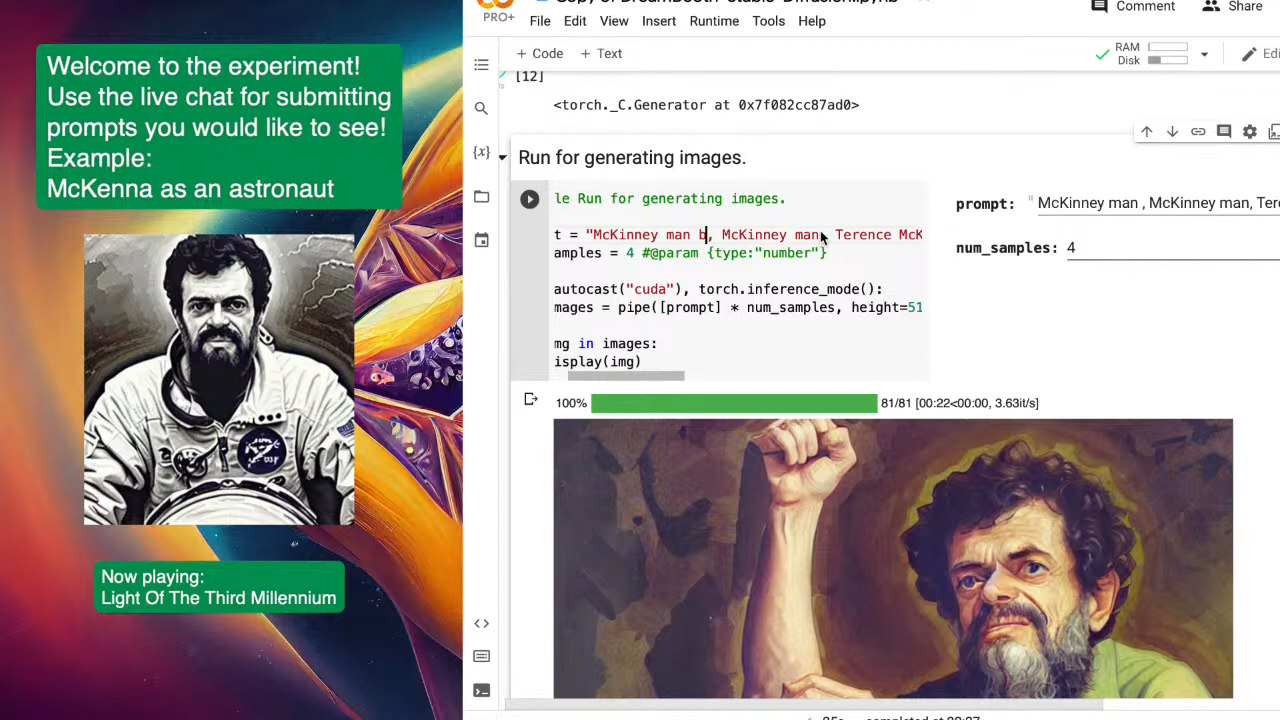 Welcome to the experiment!
Use the live chat for submitting
prompts you would like to see!
Example:
McKenna as an astronaut
Now playing:
Light Of The Third Millennium
PRO+
File Edit View Insert Runtime Tools Help
Comment Share
+ Code + Text
RAM
Disk
Edi
[12]
<torch._C.Generator at 0x7f082cc87ad0>
Run for generating images.
le Run for generating images.
t = "McKinney man b, McKinney man, Terence McK
amples = 4 #@param {type:"number"}
autocast("cuda"), torch.inference_mode():
mages = pipe([prompt] * num_samples, height=51
mg in images:
isplay(img)
prompt: " McKinney man , McKinney man, Tere
num_samples: 4
100% 81/81 [00:22<00:00, 3.63it/s]